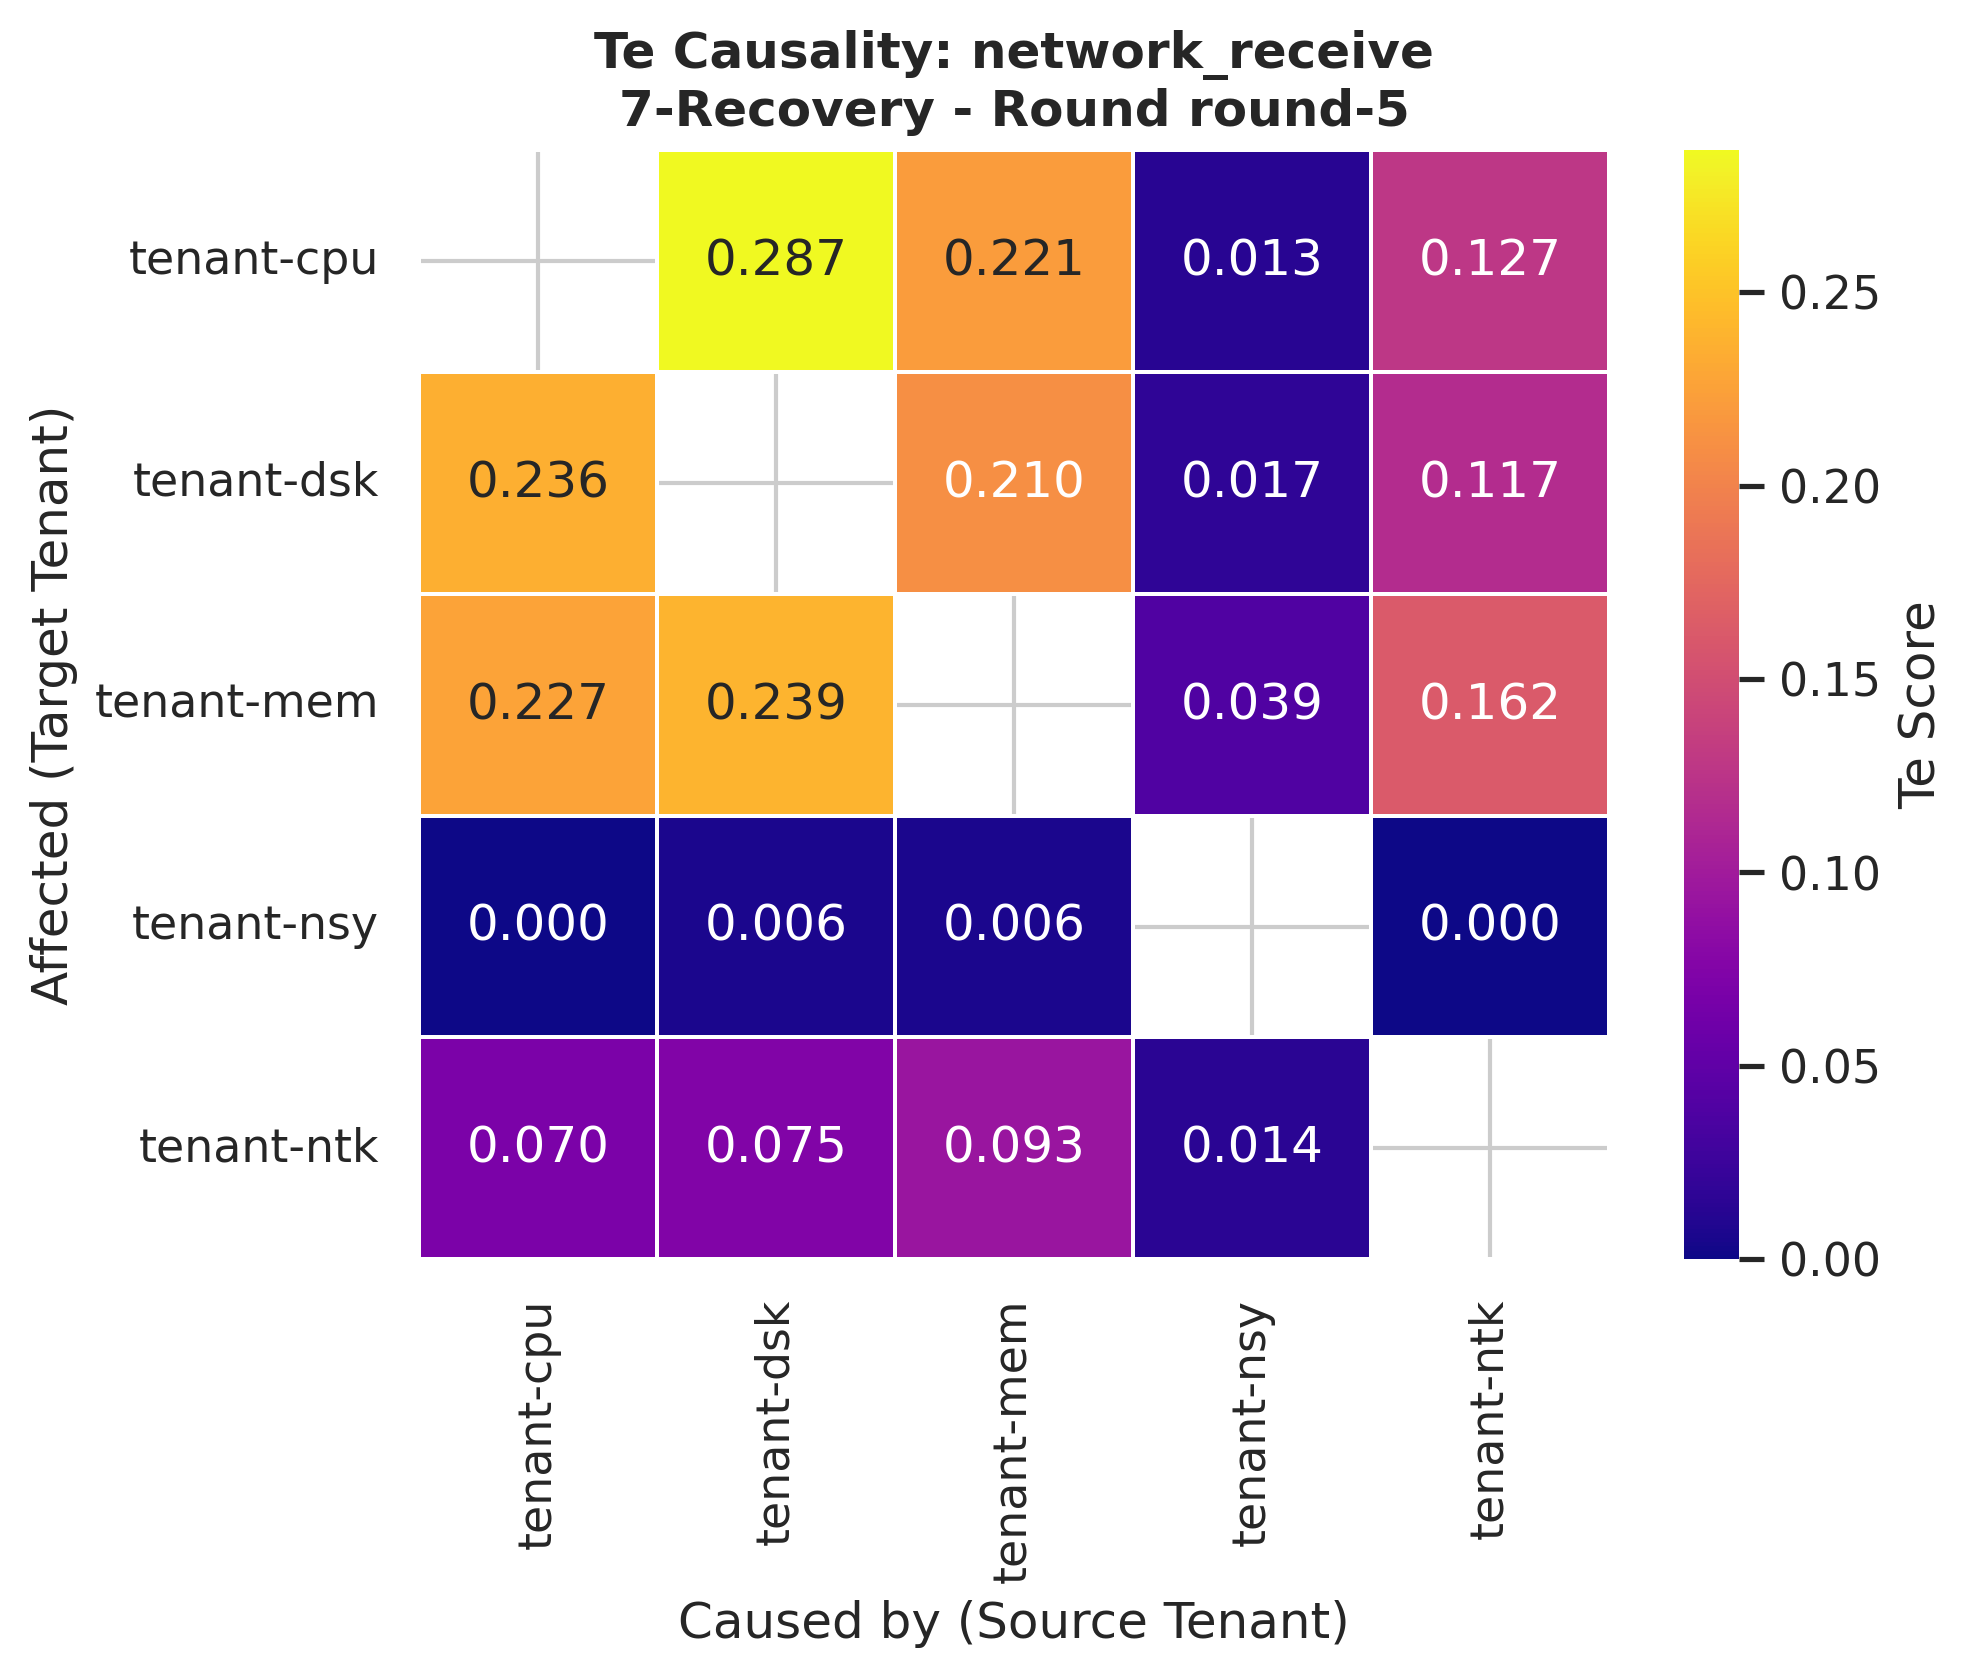 Te Causality: network_receive
7-Recovery - Round round-5
Affected (Target Tenant)
tenant-cpu 0.287 0.221 0.013 0.127
tenant-dsk 0.236 0.210 0.017 0.117
tenant-mem 0.227 0.239 0.039 0.162
tenant-nsy 0.000 0.006 0.006 0.000
tenant-ntk 0.070 0.075 0.093 0.014
tenant-cpu
tenant-dsk
tenant-mem
tenant-nsy
tenant-ntk
Caused by (Source Tenant)
0.25
0.20
0.15
0.10
0.05
0.00
Te Score